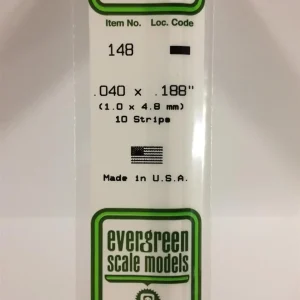 Item No. Loc. Code
148
.040 x .188"
(1.0 x 4.8 mm)
10 Strips
Made in U.S.A.
evergreen
scale models